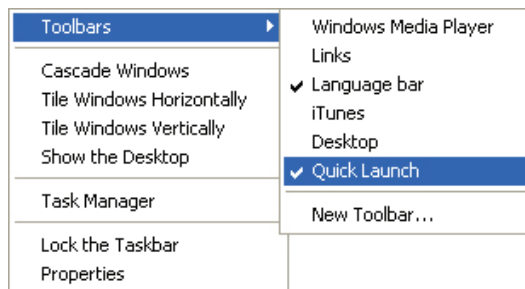 Toolbars
Cascade Windows
Tile Windows Horizontally
Tile Windows Vertically
Show the Desktop
Task Manager
Lock the Taskbar
Properties
Windows Media Player
Links
Language bar
iTunes
Desktop
Quick Launch
New Toolbar...